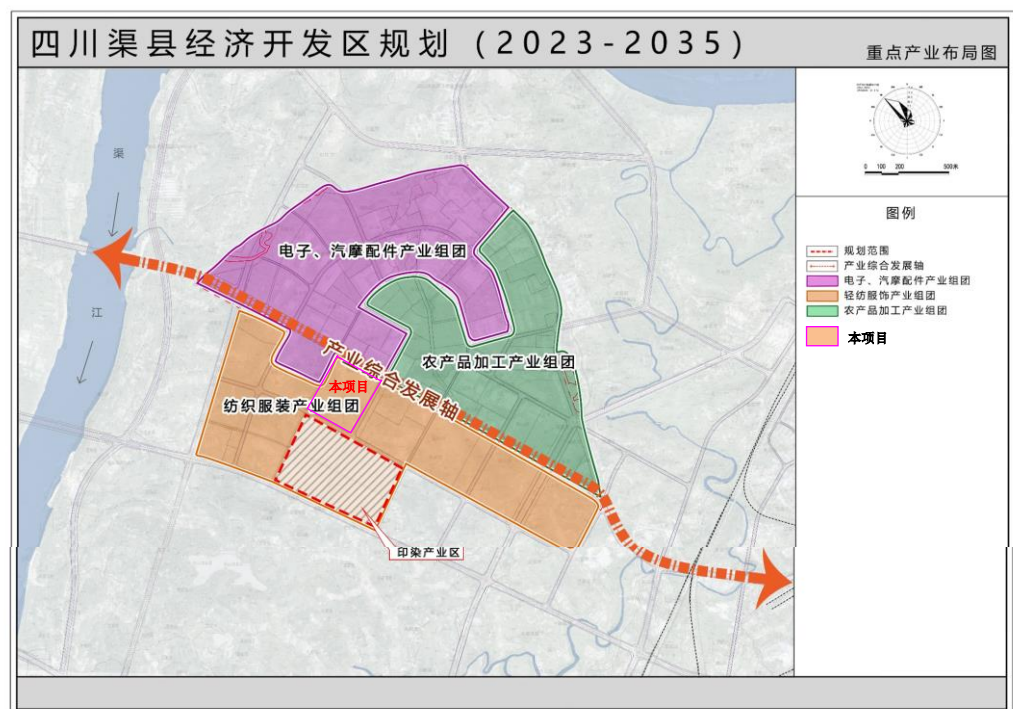 四川渠县经济开发区规划 (2023-2035)
重点产业布局图
渠
江
电子、汽摩配件产业组团
农产品加工产业组团
产业综合发展轴
本项目
纺织服装产业组团
印染产业区
0 100 200 500米
图例
规划范围
产业综合发展轴
电子、汽摩配件产业组团
轻纺服饰产业组团
农产品加工产业组团
本项目